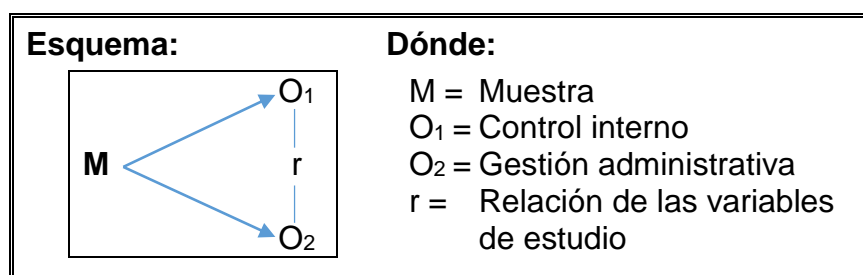 Esquema:
O₁
M
r
O₂
Dónde:
M = Muestra
O₁ = Control interno
O₂ = Gestión administrativa
r = Relación de las variables
de estudio